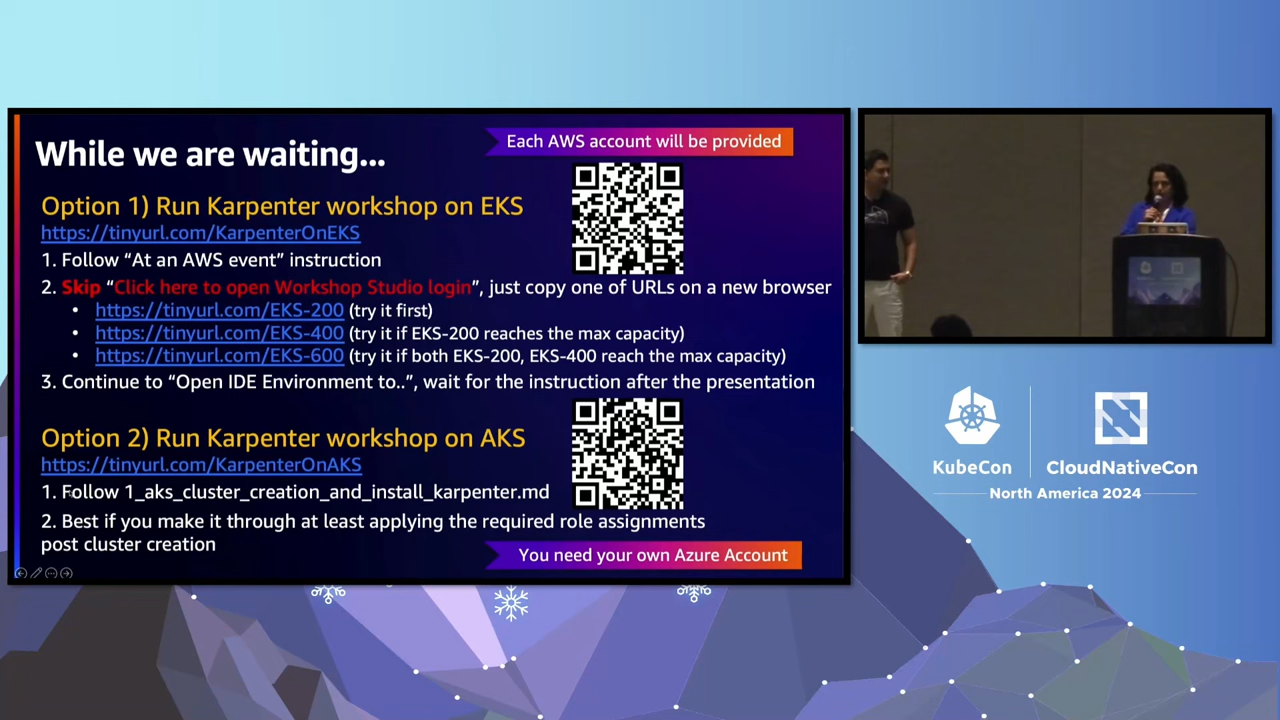 While we are waiting...
Each AWS account will be provided
Option 1) Run Karpenter workshop on EKS
https://tinyurl.com/KarpenterOnEKS
1. Follow “At an AWS event” instruction
2. Skip “Click here to open Workshop Studio login”, just copy one of URLs on a new browser
• https://tinyurl.com/EKS-200 (try it first)
• https://tinyurl.com/EKS-400 (try it if EKS-200 reaches the max capacity)
• https://tinyurl.com/EKS-600 (try it if both EKS-200, EKS-400 reach the max capacity)
3. Continue to “Open IDE Environment to..”, wait for the instruction after the presentation
Option 2) Run Karpenter workshop on AKS
https://tinyurl.com/KarpenterOnAKS
1. Follow 1_aks_cluster_creation_and_install_karpenter.md
2. Best if you make it through at least applying the required role assignments
post cluster creation
You need your own Azure Account
KubeCon
CloudNativeCon
North America 2024